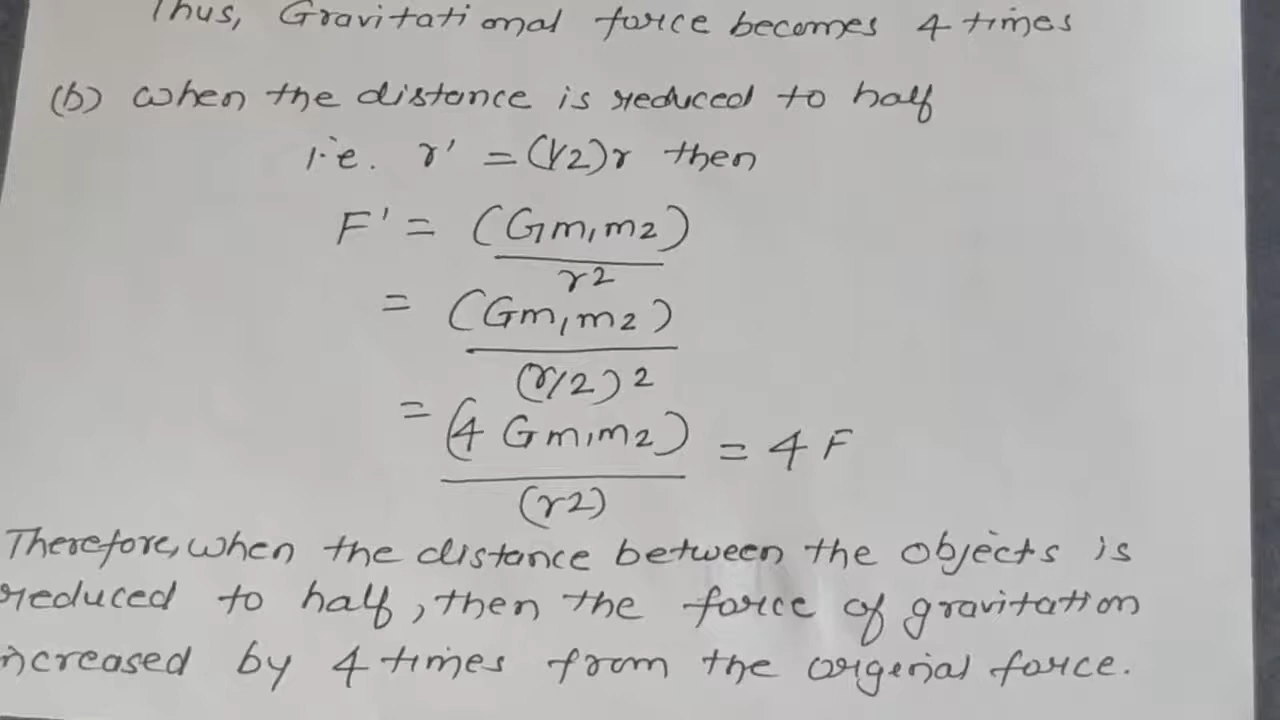 Thus, Gravitational force becomes 4 times
(b) when the distance is reduced to half
i.e. r' = (1/2)r then
F' = (Gm1m2)
r2
= (Gm1m2)
(r/2)2
= (4 Gm1m2) = 4F
(r2)
Therefore, when the distance between the objects is
reduced to half, then the force of gravitation
increased by 4 times from the orgenial force.